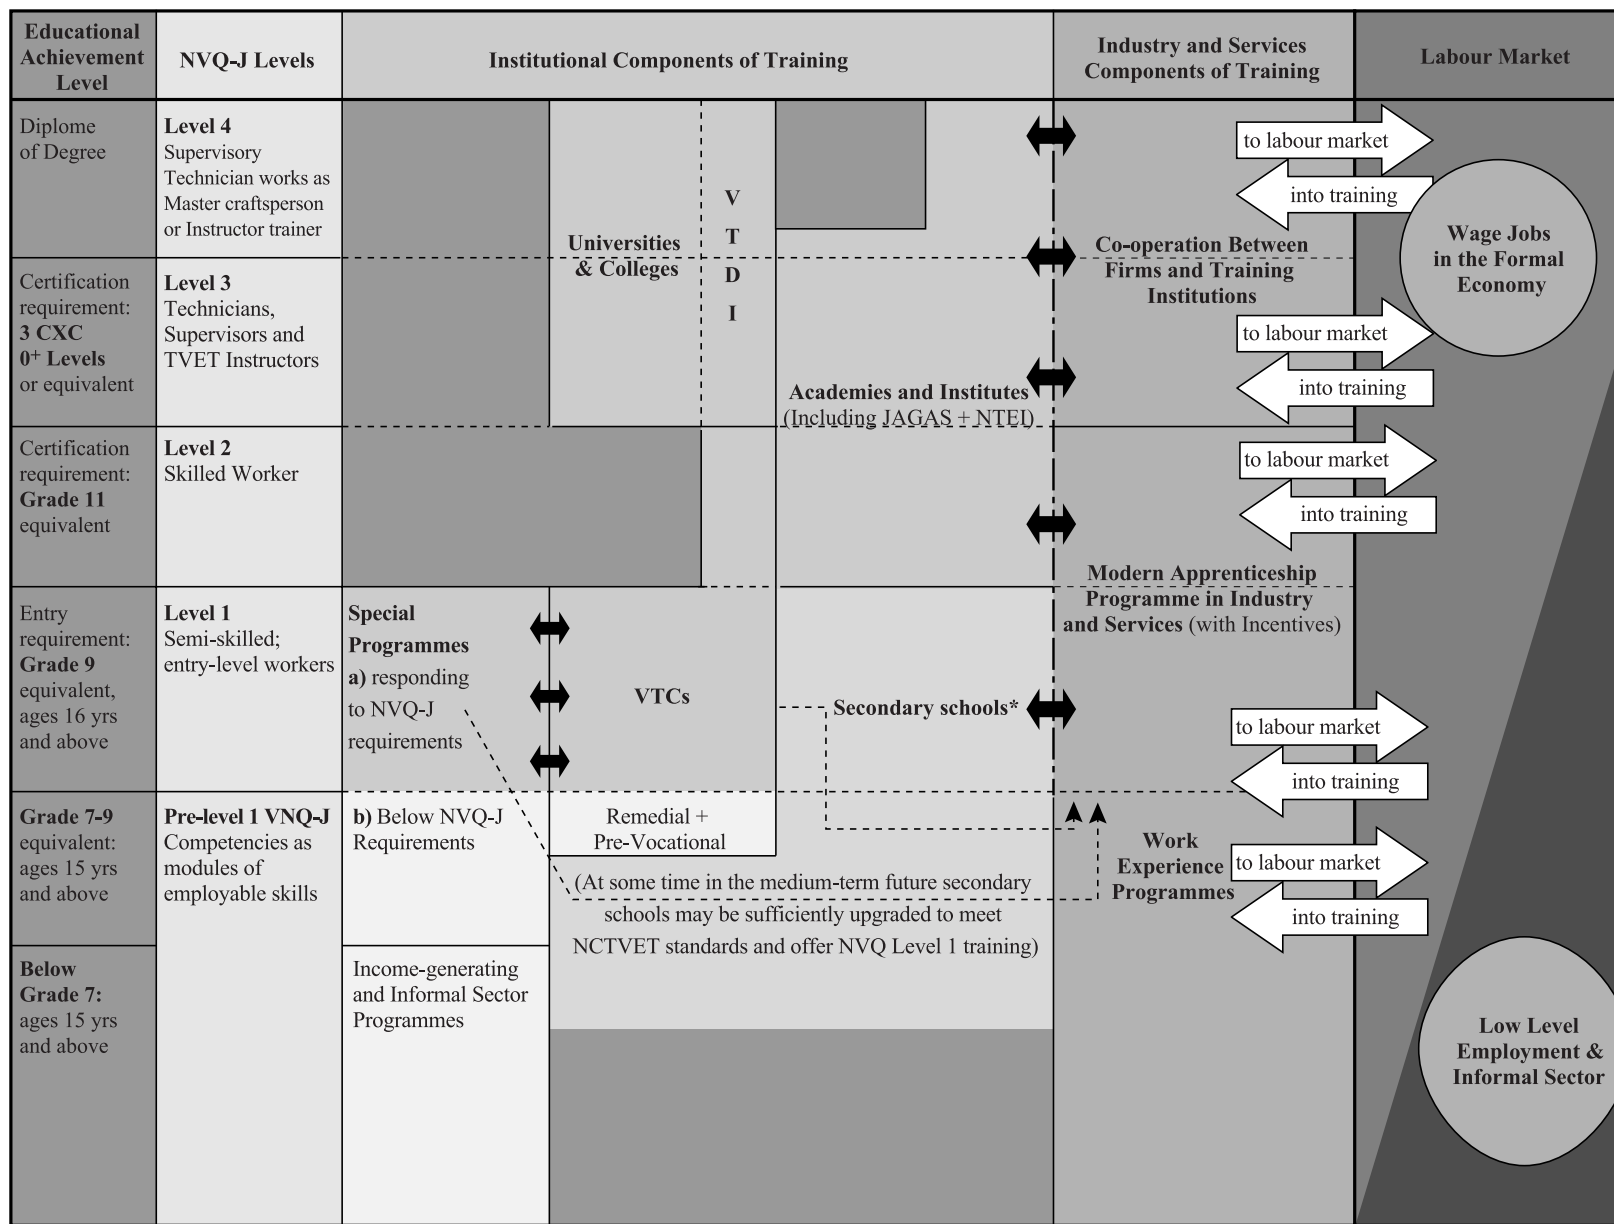 Educational
Achievement
Level
NVQ-J Levels
Institutional Components of Training
Industry and Services
Components of Training
Labour Market
Diplome
of Degree
Level 4
Supervisory
Technician works as
Master craftsperson
or Instructor trainer
Universities
& Colleges
V
T
D
I
to labour market
into training
Co-operation Between
Firms and Training
Institutions
Wage Jobs
in the Formal
Economy
Certification
requirement:
3 CXC
0+ Levels
or equivalent
Level 3
Technicians,
Supervisors and
TVET Instructors
Academies and Institutes
(Including JAGAS + NTEI)
to labour market
into training
Certification
requirement:
Grade 11
equivalent
Level 2
Skilled Worker
to labour market
into training
Modern Apprenticeship
Programme in Industry
and Services (with Incentives)
Entry
requirement:
Grade 9
equivalent,
ages 16 yrs
and above
Level 1
Semi-skilled;
entry-level workers
Special
Programmes
a) responding
to NVQ-J
requirements
VTCs
Secondary schools*
to labour market
into training
Grade 7-9
equivalent:
ages 15 yrs
and above
Pre-level 1 VNQ-J
Competencies as
modules of
employable skills
b) Below NVQ-J
Requirements
Remedial +
Pre-Vocational
(At some time in the medium-term future secondary
schools may be sufficiently upgraded to meet
NCTVET standards and offer NVQ Level 1 training)
Work
Experience
Programmes
to labour market
into training
Below
Grade 7:
ages 15 yrs
and above
Income-generating
and Informal Sector
Programmes
Low Level
Employment &
Informal Sector